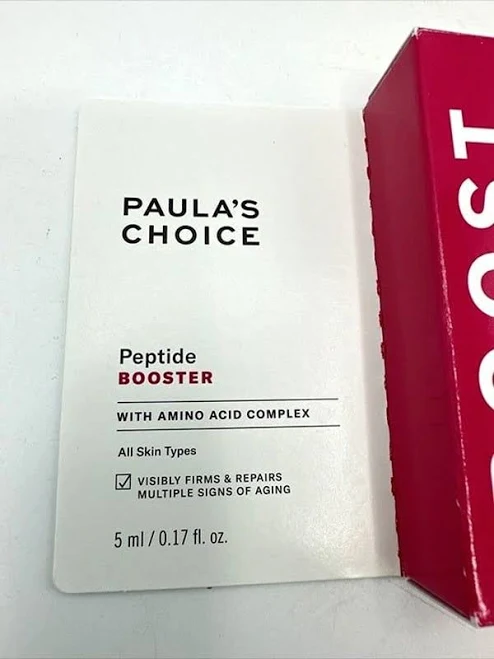 PAULA'S
CHOICE
Peptide
BOOSTER
WITH AMINO ACID COMPLEX
All Skin Types
VISIBLY FIRMS & REPAIRS
MULTIPLE SIGNS OF AGING
5 ml / 0.17 fl. oz.